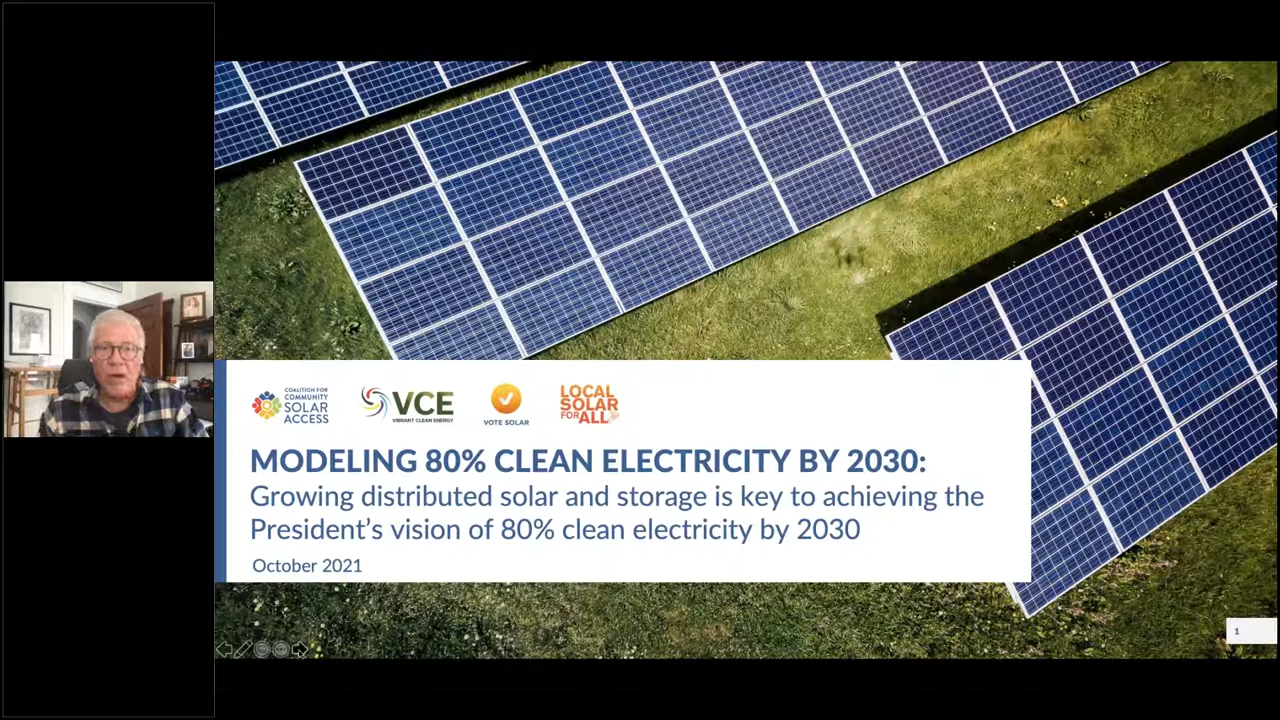 COALITION FOR
COMMUNITY
SOLAR
ACCESS
VCE
VIBRANT CLEAN ENERGY
VOTE SOLAR
LOCAL
SOLAR
FOR ALL
MODELING 80% CLEAN ELECTRICITY BY 2030:
Growing distributed solar and storage is key to achieving the
President's vision of 80% clean electricity by 2030
October 2021
1